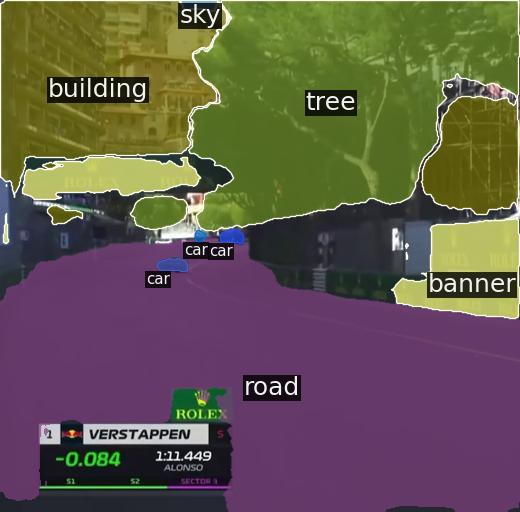 sky
building
tree
ROLEX
car car
car
banner
road
ROLEX
1 VERSTAPPEN S
-0.084 1:11.449
ALONSO
S1 S2 SECTOR 3